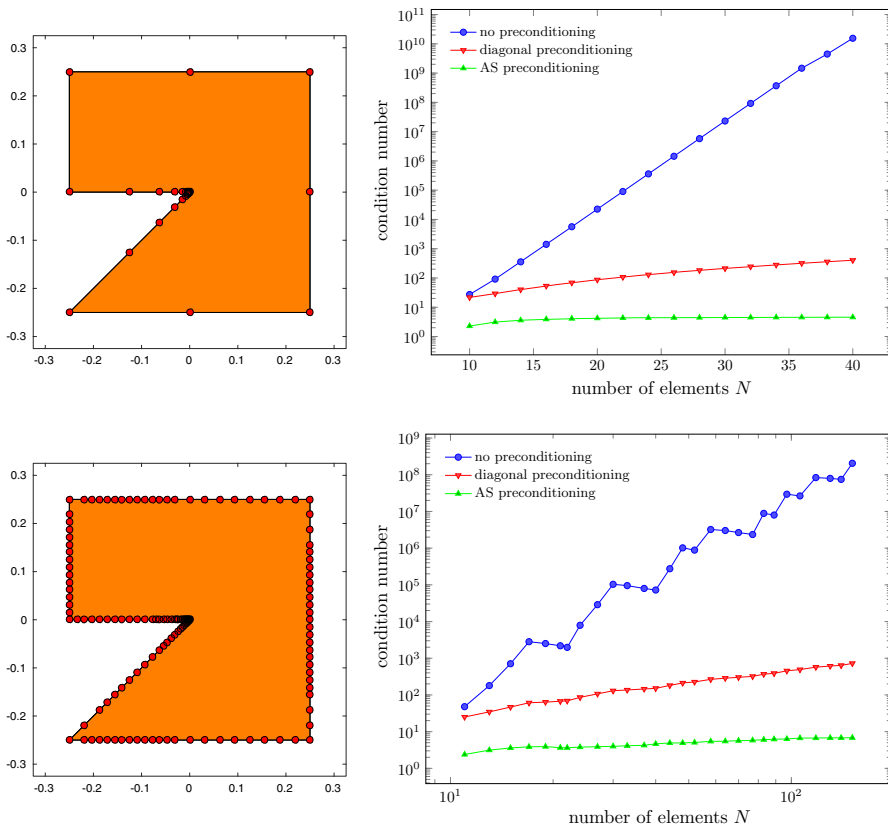 0.3
0.2
0.1
0
-0.1
-0.2
-0.3
-0.3 -0.2 -0.1 0 0.1 0.2 0.3
10^11
10^10
10^9
10^8
10^7
10^6
10^5
10^4
10^3
10^2
10^1
10^0
condition number
no preconditioning
diagonal preconditioning
AS preconditioning
10 15 20 25 30 35 40
number of elements N
0.3
0.2
0.1
0
-0.1
-0.2
-0.3
-0.3 -0.2 -0.1 0 0.1 0.2 0.3
10^9
10^8
10^7
10^6
10^5
10^4
10^3
10^2
10^1
10^0
condition number
no preconditioning
diagonal preconditioning
AS preconditioning
10^1 10^2
number of elements N